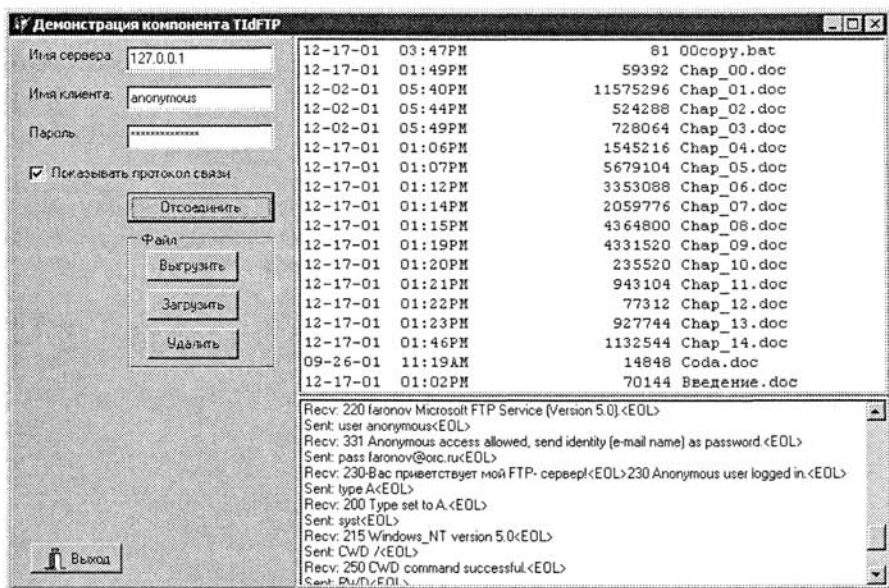 Демонстрация компонента TIdFTP
Имя сервера: 127.0.0.1
Имя клиента: anonymous
Пароль: **************
Показывать протокол связи
Отсоединить
Файл
Выгрузить
Загрузить
Удалить
Выход
12-17-01 03:47PM 81 00copy.bat
12-17-01 01:49PM 59392 Chap_00.doc
12-02-01 05:40PM 11575296 Chap_01.doc
12-02-01 05:44PM 524288 Chap_02.doc
12-02-01 05:49PM 728064 Chap_03.doc
12-17-01 01:06PM 1545216 Chap_04.doc
12-17-01 01:07PM 5679104 Chap_05.doc
12-17-01 01:12PM 3353088 Chap_06.doc
12-17-01 01:14PM 2059776 Chap_07.doc
12-17-01 01:15PM 4364800 Chap_08.doc
12-17-01 01:19PM 4331520 Chap_09.doc
12-17-01 01:20PM 235520 Chap_10.doc
12-17-01 01:21PM 943104 Chap_11.doc
12-17-01 01:22PM 77312 Chap_12.doc
12-17-01 01:23PM 927744 Chap_13.doc
12-17-01 01:46PM 1132544 Chap_14.doc
09-26-01 11:19AM 14848 Coda.doc
12-17-01 01:02PM 70144 Введение.doc
Recv: 220 faronov Microsoft FTP Service (Version 5.0).<EOL>
Sent: user anonymous<EOL>
Recv: 331 Anonymous access allowed, send identity (e-mail name) as password.<EOL>
Sent: pass faronov@orc.ru<EOL>
Recv: 230-Вас приветствует мой FTP- сервер!<EOL>230 Anonymous user logged in.<EOL>
Sent: type A<EOL>
Recv: 200 Type set to A.<EOL>
Sent: syst<EOL>
Recv: 215 Windows_NT version 5.0<EOL>
Sent: CWD /<EOL>
Recv: 250 CWD command successful.<EOL>
Sent: PWD<EOL>